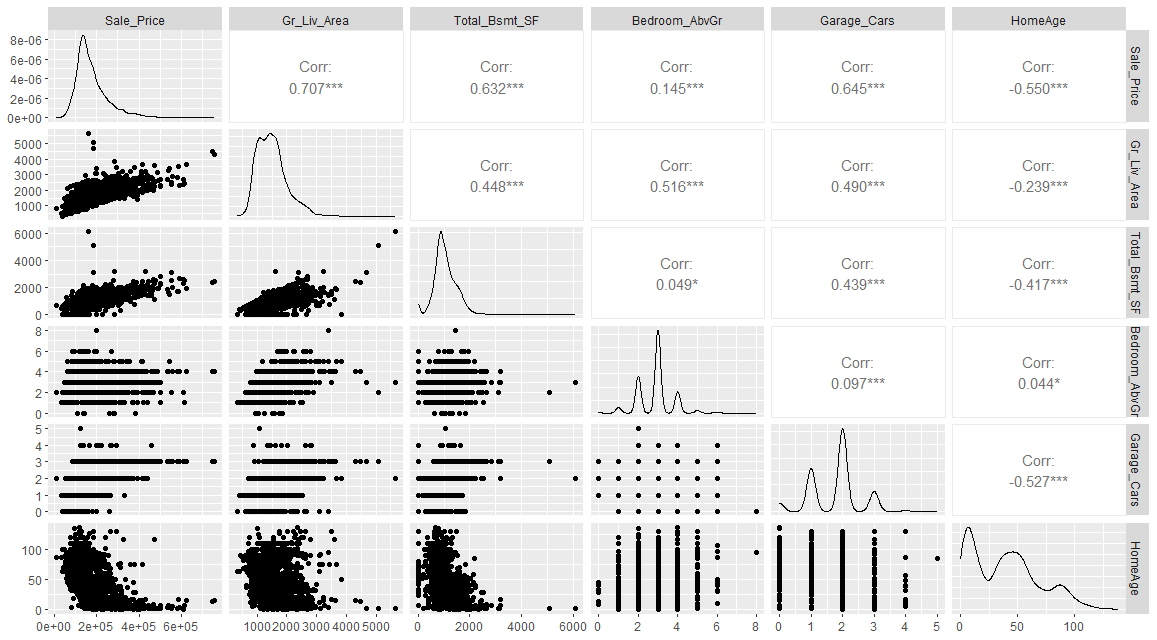 Sale_Price Gr_Liv_Area Total_Bsmt_SF Bedroom_AbvGr Garage_Cars HomeAge
8e-06
6e-06
4e-06
2e-06
0e+00
Corr:
0.707***
Corr:
0.632***
Corr:
0.145***
Corr:
0.645***
Corr:
-0.550***
Sale_Price
5000
4000
3000
2000
1000
Corr:
0.448***
Corr:
0.516***
Corr:
0.490***
Corr:
-0.239***
Gr_Liv_Area
6000
4000
2000
0
Corr:
0.049*
Corr:
0.439***
Corr:
-0.417***
Total_Bsmt_SF
8
6
4
2
0
Corr:
0.097***
Corr:
0.044*
Bedroom_AbvGr
5
4
3
2
1
0
Corr:
-0.527***
Garage_Cars
100
50
0
HomeAge
0e+00 2e+05 4e+05 6e+05 1000 2000 3000 4000 5000 0 2000 4000 6000 0 2 4 6 8 0 1 2 3 4 5 0 50 100